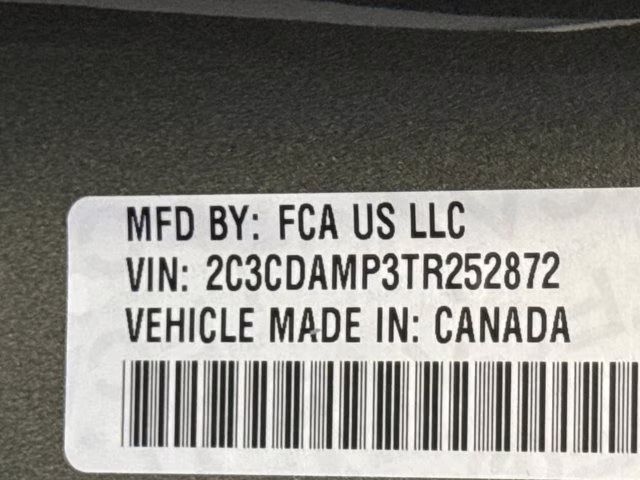 MFD BY: FCA US LLC
VIN: 2C3CDAMP3TR252872
VEHICLE MADE IN: CANADA